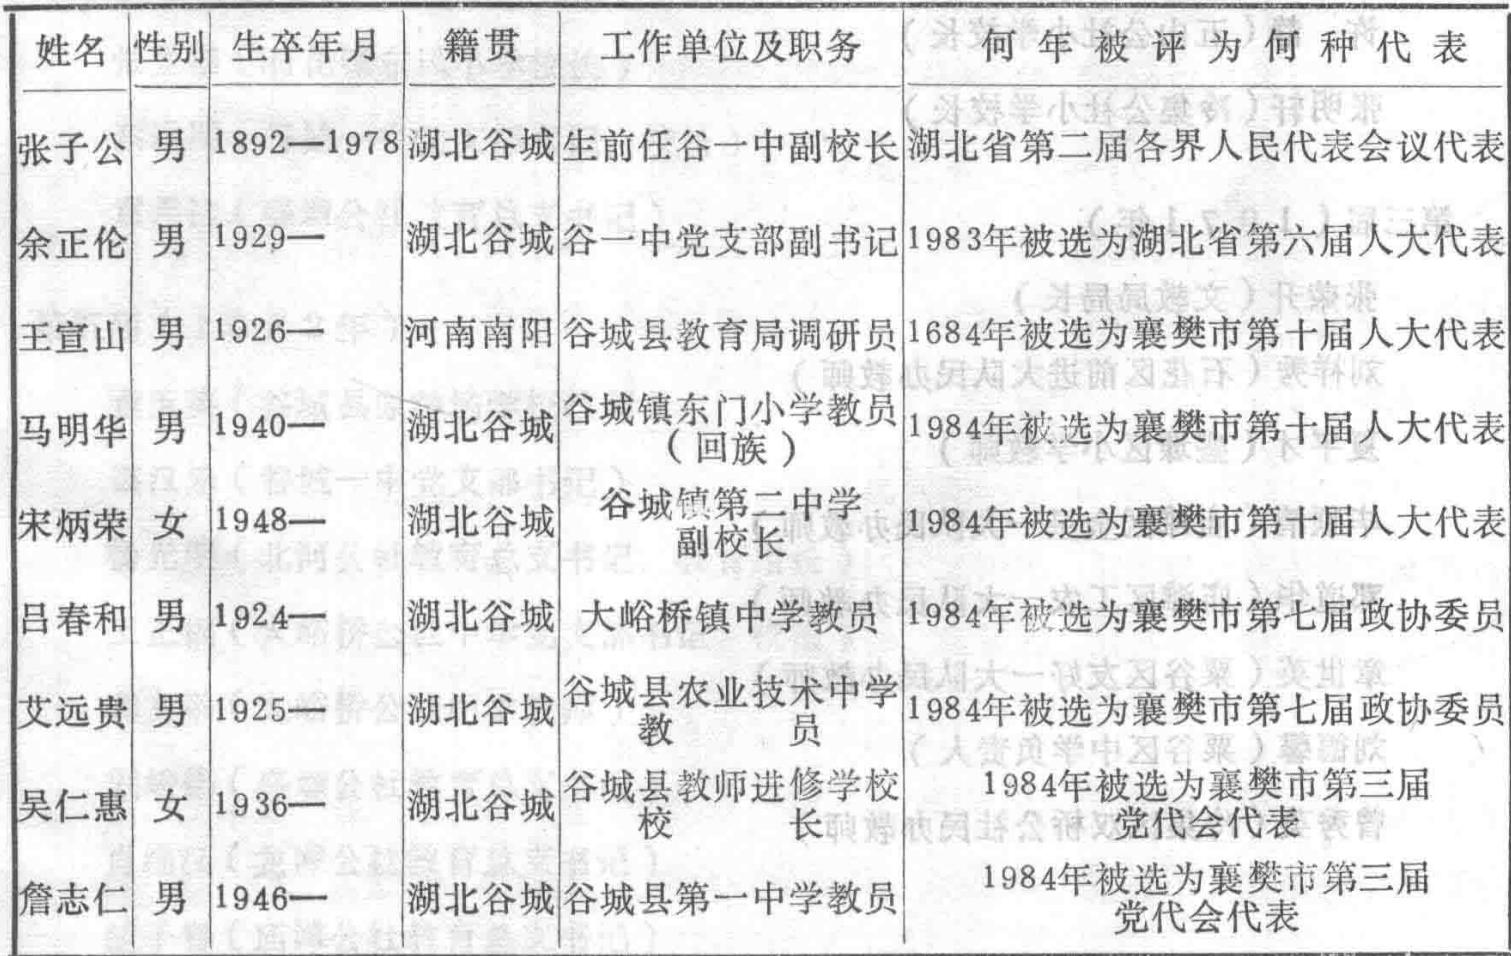 姓名 性别 生卒年月 籍贯 工作单位及职务 何年被评为何种代表
张子公 男 1892—1978 湖北谷城 生前任谷一中副校长 湖北省第二届各界人民代表会议代表
余正伦 男 1929— 湖北谷城 谷一中党支部副书记 1983年被选为湖北省第六届人大代表
王宣山 男 1926— 河南南阳 谷城县教育局调研员 1684年被选为襄樊市第十届人大代表
马明华 男 1940— 湖北谷城 谷城镇东门小学教员 1984年被选为襄樊市第十届人大代表
（回族）
宋炳荣 女 1948— 湖北谷城 谷城镇第二中学 1984年被选为襄樊市第十届人大代表
副校长
吕春和 男 1924— 湖北谷城 大峪桥镇中学教员 1984年被选为襄樊市第七届政协委员
艾远贵 男 1925— 湖北谷城 谷城县农业技术中学 1984年被选为襄樊市第七届政协委员
教员
吴仁惠 女 1936— 湖北谷城 谷城县教师进修学校 1984年被选为襄樊市第三届
校长 党代会代表
詹志仁 男 1946— 湖北谷城 谷城县第一中学教员 1984年被选为襄樊市第三届
党代会代表